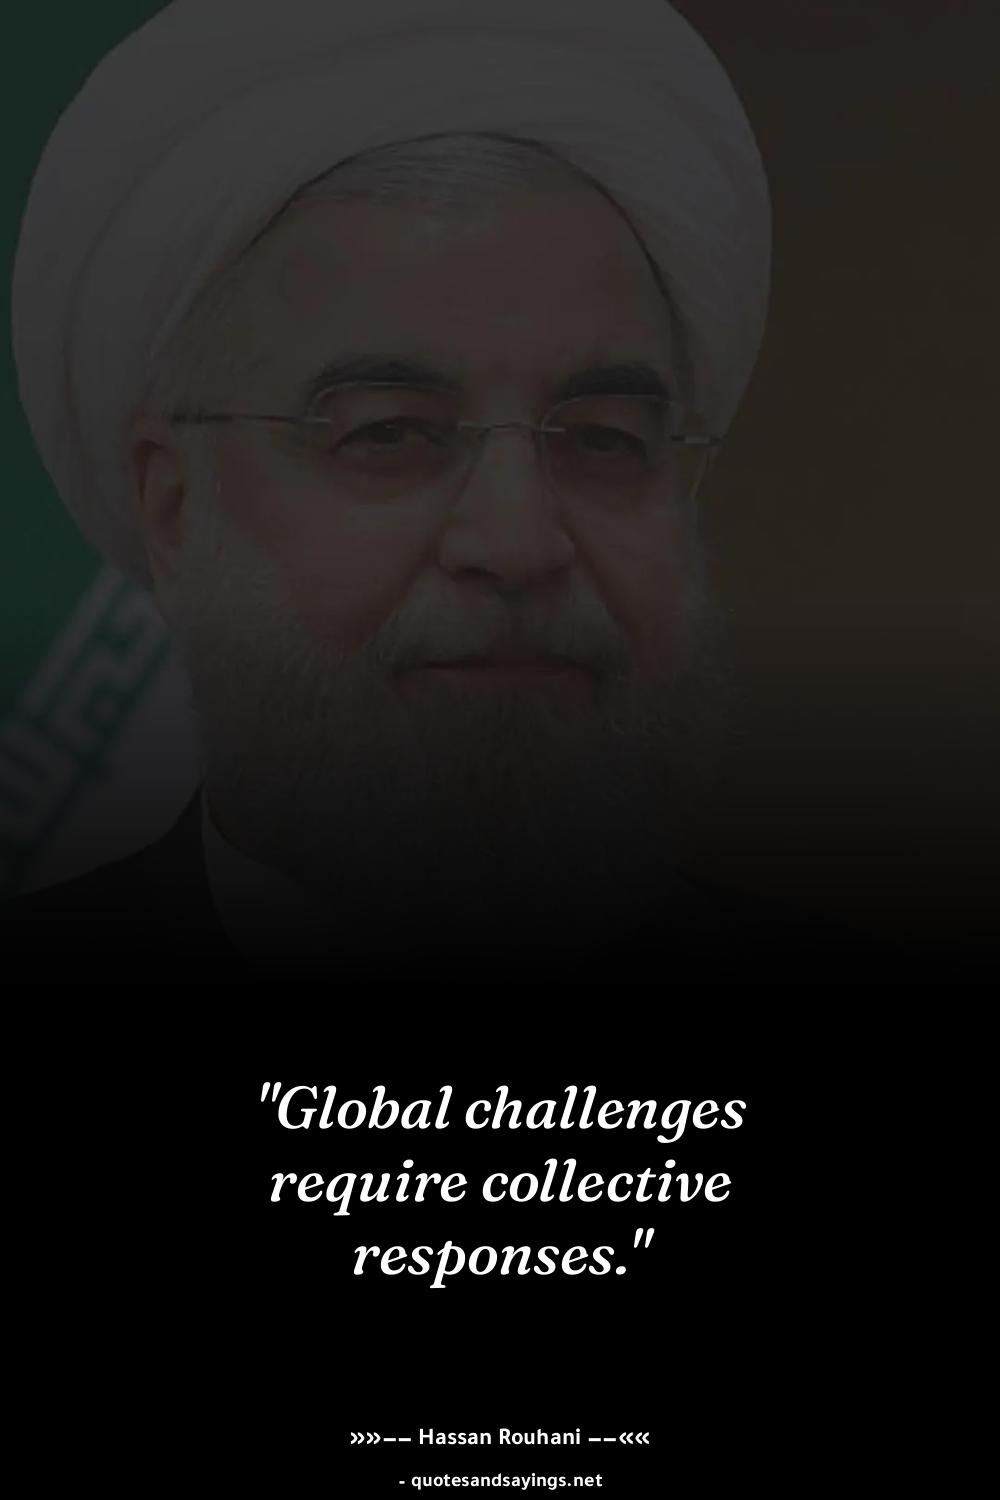 "Global challenges
require collective
responses."
»»−− Hassan Rouhani −−««
- quotesandsayings.net